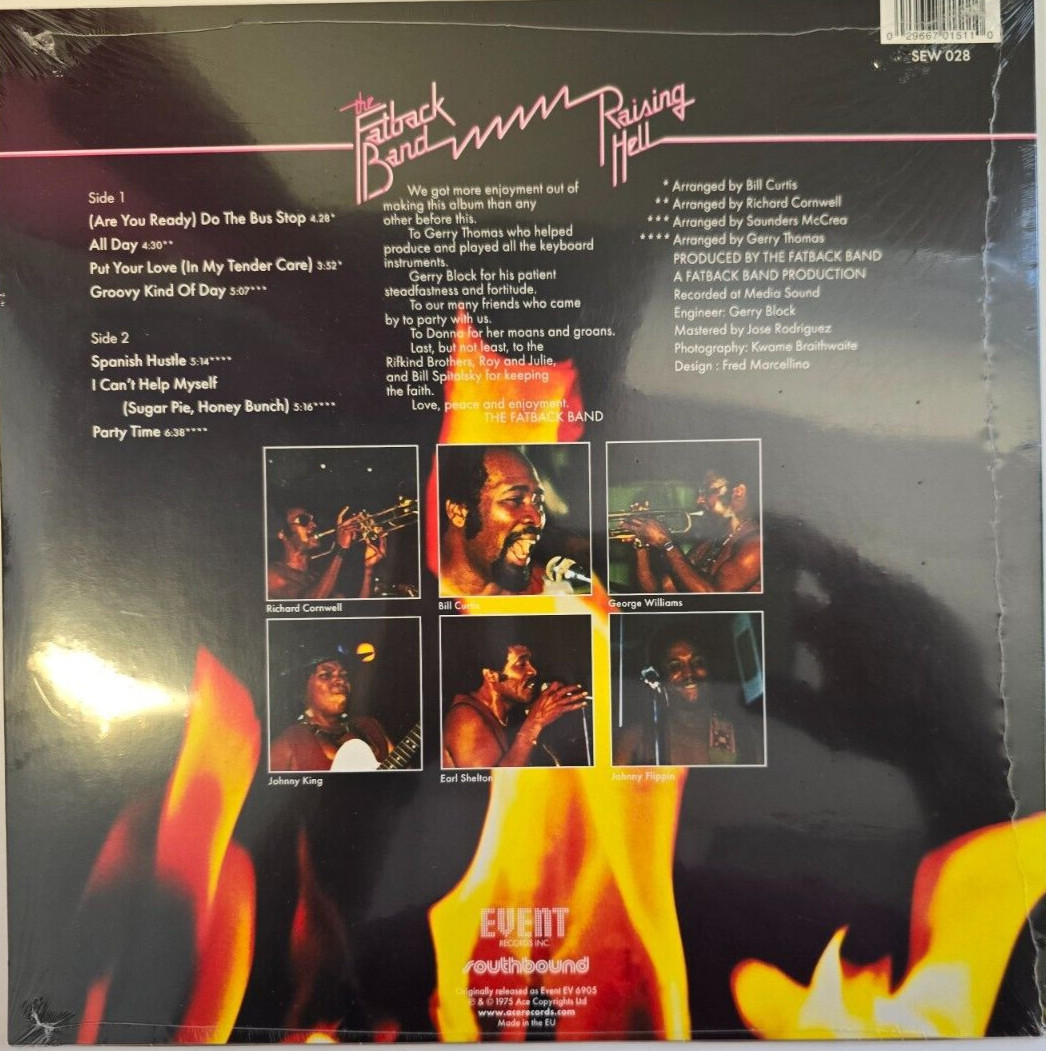 0 29667 01511 0
SEW 028
the
Fatback
Band
Raising
Hell
Side 1
(Are You Ready) Do The Bus Stop 4.28*
All Day 4:30**
Put Your Love (In My Tender Care) 3:52*
Groovy Kind Of Day 5:07***
Side 2
Spanish Hustle 5:14****
I Can't Help Myself
(Sugar Pie, Honey Bunch) 5:16****
Party Time 6:38****
We got more enjoyment out of
making this album than any
other before this.
To Gerry Thomas who helped
produce and played all the keyboard
instruments.
Gerry Block for his patient
steadfastness and fortitude.
To our many friends who came
by to party with us.
To Donna for her moans and groans.
Last, but not least, to the
Rifkind Brothers, Roy and Julie,
and Bill Spitalsky for keeping
the faith.
Love, peace and enjoyment.
THE FATBACK BAND
* Arranged by Bill Curtis
** Arranged by Richard Cornwell
*** Arranged by Saunders McCrea
**** Arranged by Gerry Thomas
PRODUCED BY THE FATBACK BAND
A FATBACK BAND PRODUCTION
Recorded at Media Sound
Engineer: Gerry Block
Mastered by Jose Rodriguez
Photography: Kwame Braithwaite
Design : Fred Marcellino
Richard Cornwell
Bill Curtis
George Williams
Johnny King
Earl Shelton
Johnny Flippin
EVENT
RECORDS INC.
southbound
Originally released as Event EV 6905
℗ & © 1975 Ace Copyrights Ltd
www.acerecords.com
Made in the EU